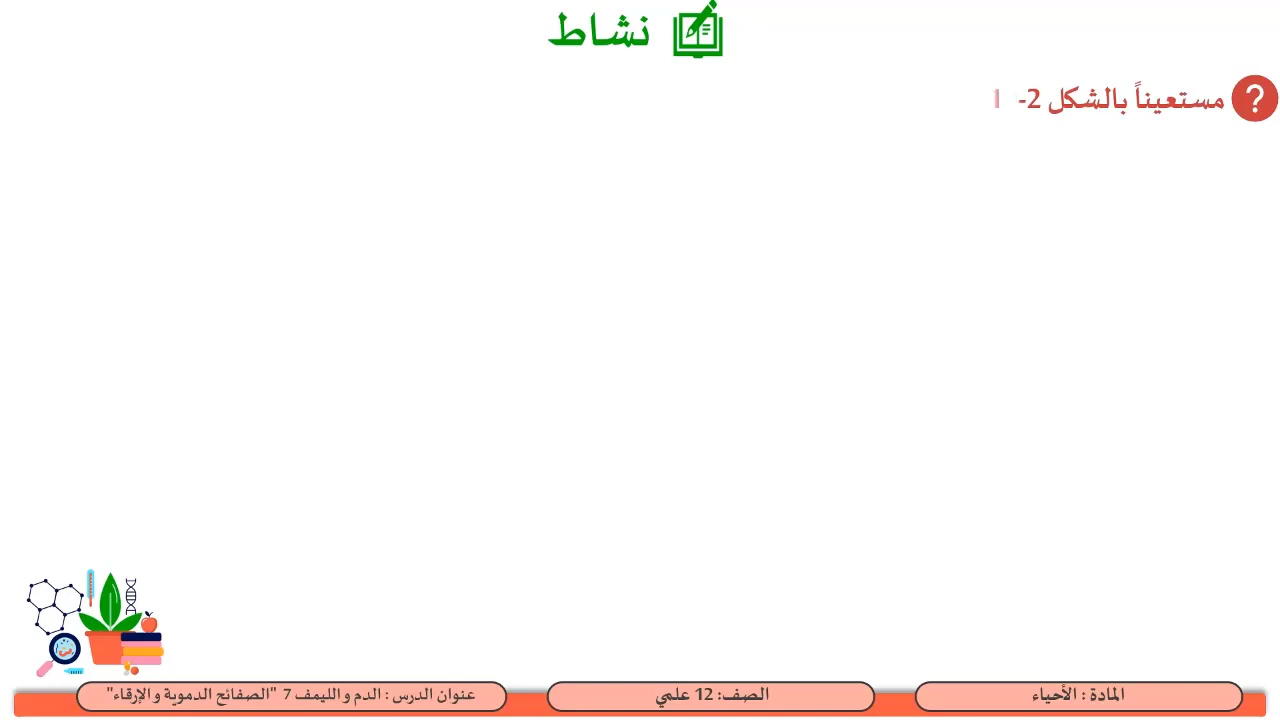 نشاط
مستعيناً بالشكل 2-
المادة : الأحياء
الصف: 12 علمي
عنوان الدرس : الدم و الليمف 7 "الصفائح الدموية و الإرقاء"